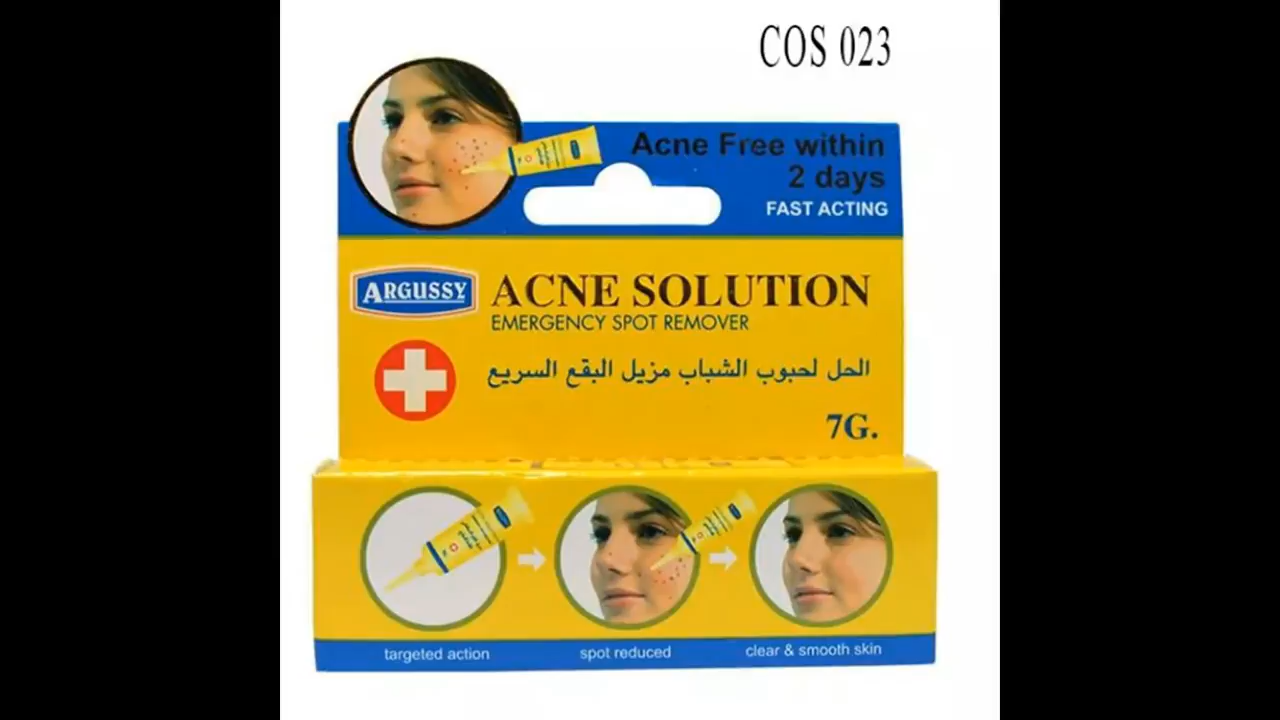 COS 023
Acne Free within
2 days
FAST ACTING
ARGUSSY
ACNE SOLUTION
EMERGENCY SPOT REMOVER
الحل لحبوب الشباب مزيل البقع السريع
7G.
targeted action
spot reduced
clear & smooth skin